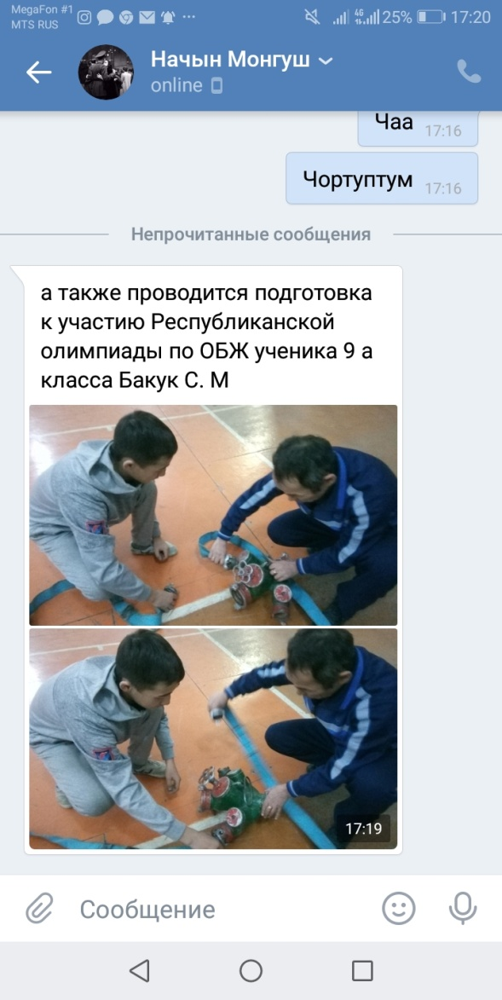 MegaFon #1
MTS RUS
4G
25%
17:20
Начын Монгуш
online
Чаа 17:16
Чортуптум 17:16
Непрочитанные сообщения
а также проводится подготовка
к участию Республиканской
олимпиады по ОБЖ ученика 9 а
класса Бакук С. М
17:19
Сообщение